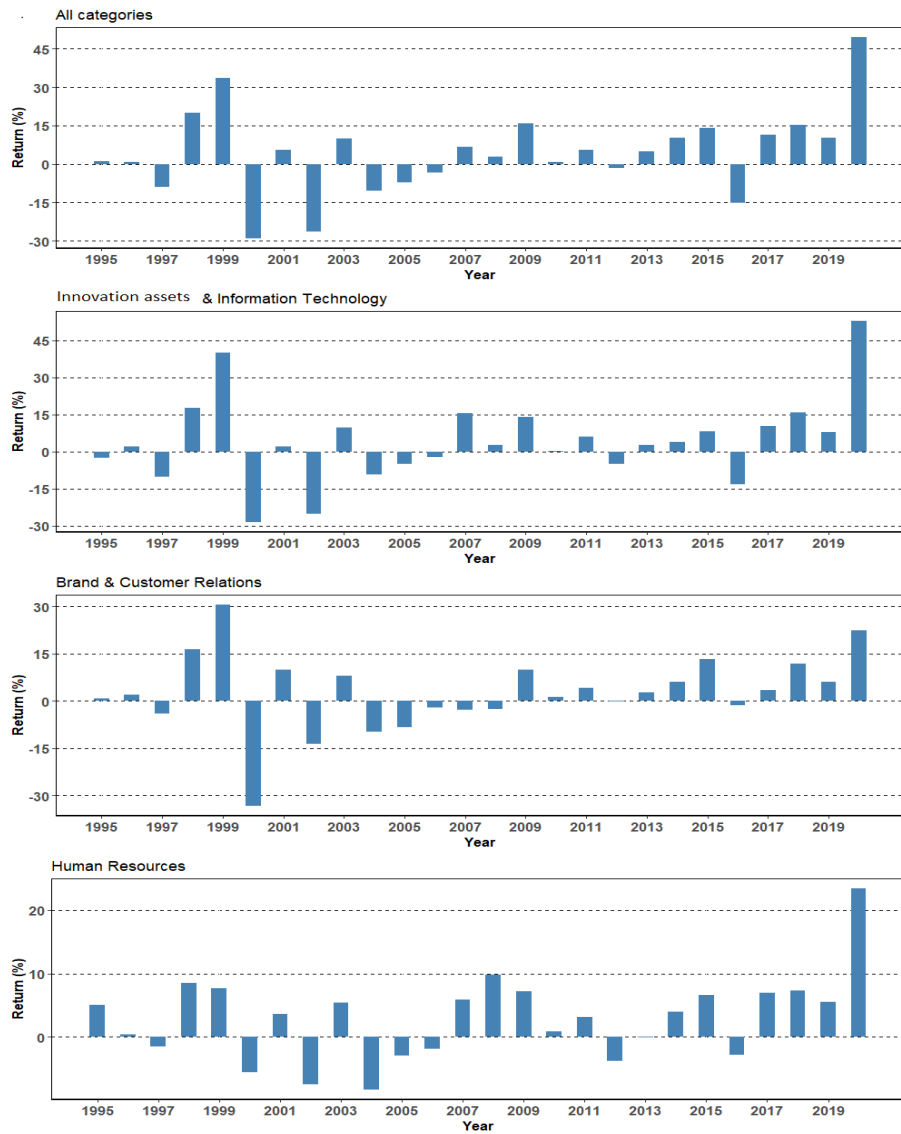 .
All categories
Return (%)
45
30
15
0
-15
-30
1995 1997 1999 2001 2003 2005 2007 2009 2011 2013 2015 2017 2019
Year
Innovation assets & Information Technology
Return (%)
45
30
15
0
-15
-30
1995 1997 1999 2001 2003 2005 2007 2009 2011 2013 2015 2017 2019
Year
Brand & Customer Relations
Return (%)
30
15
0
-15
-30
1995 1997 1999 2001 2003 2005 2007 2009 2011 2013 2015 2017 2019
Year
Human Resources
Return (%)
20
10
0
1995 1997 1999 2001 2003 2005 2007 2009 2011 2013 2015 2017 2019
Year